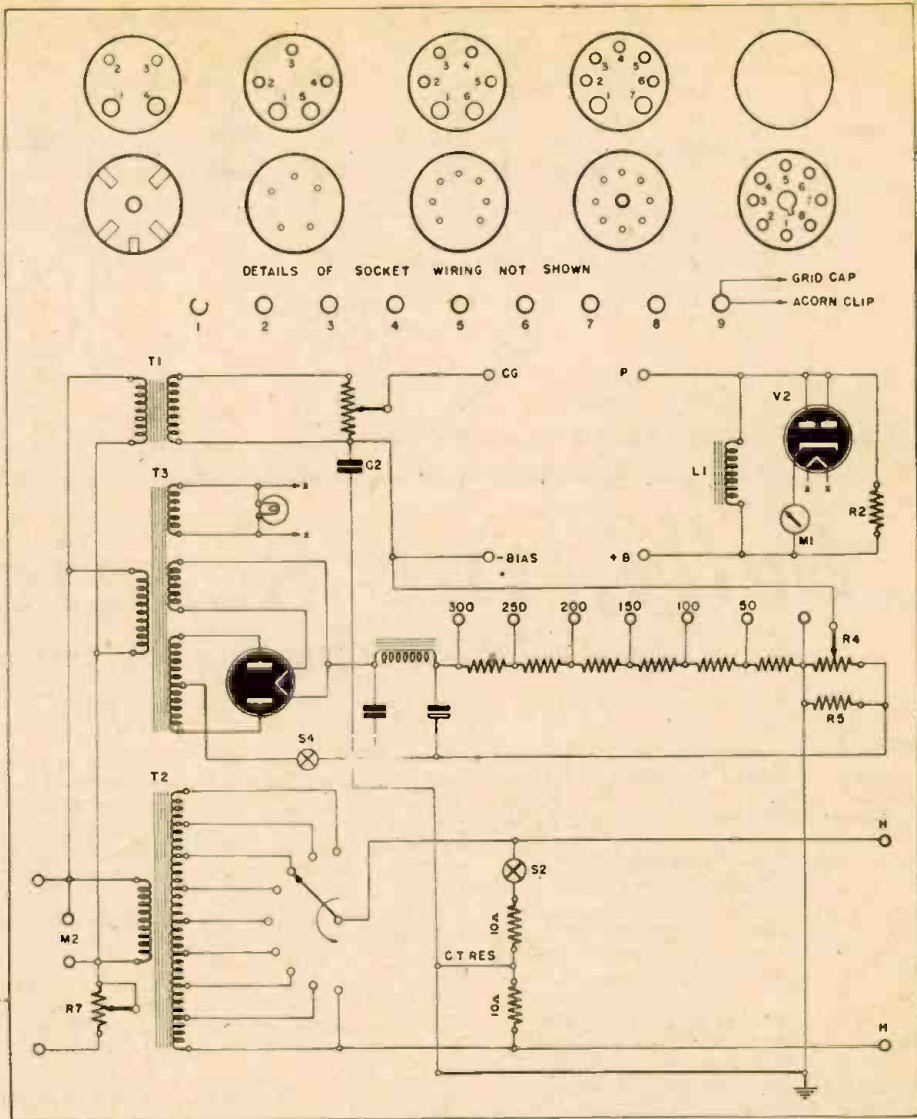 2 3
1 4
3
2 4
1 5
3 4
2 5
1 6
4
3 5
2 6
1 7
5
4 6
3 7
2 8
1
DETAILS OF SOCKET WIRING NOT SHOWN
GRID CAP
ACORN CLIP
1 2 3 4 5 6 7 8 9
T1
CG
P
V2
C2
L1
T3
X
X
X X
M1
R2
-BIAS
+B
300 250 200 150 100 50
R4
R5
S4
T2
H
S2
10Ω
M2
CT RES
10Ω
R7
H